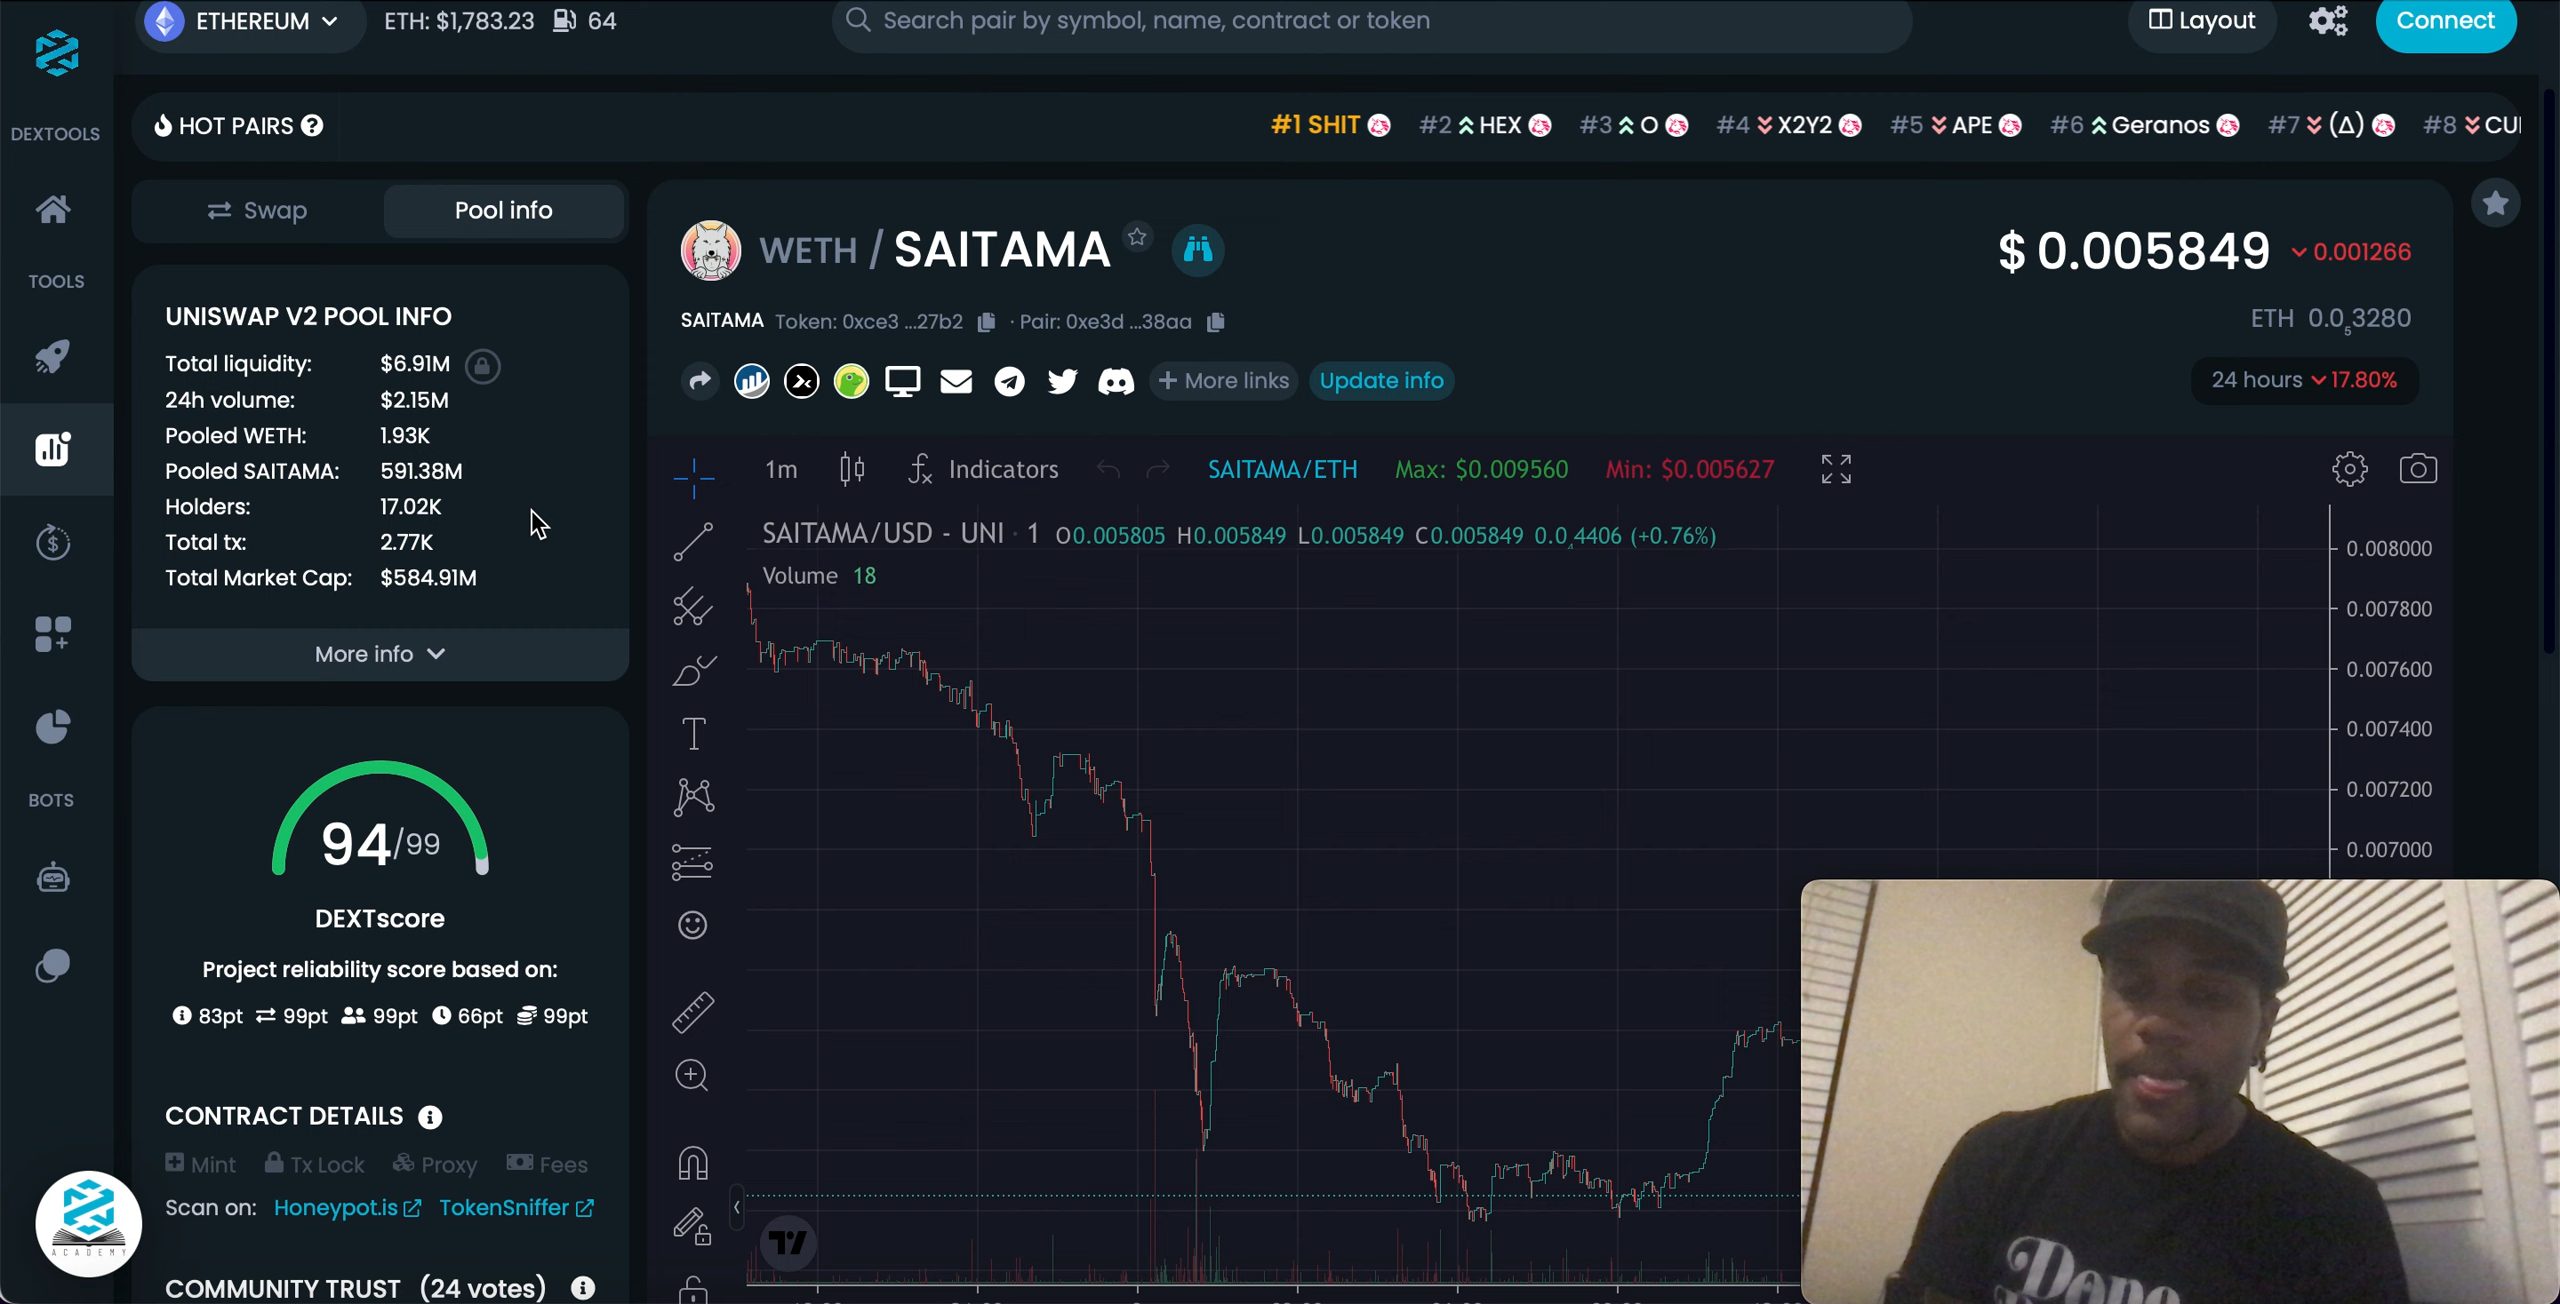 ETHEREUM ETH: $1,783.23 64 Search pair by symbol, name, contract or token Layout Connect
DEXTOOLS
HOT PAIRS #1 SHIT #2 HEX #3 O #4 X2Y2 #5 APE #6 Geranos #7 (Δ) #8 CUI
TOOLS
BOTS
Swap Pool info
UNISWAP V2 POOL INFO
Total liquidity: $6.91M
24h volume: $2.15M
Pooled WETH: 1.93K
Pooled SAITAMA: 591.38M
Holders: 17.02K
Total tx: 2.77K
Total Market Cap: $584.91M
More info
94/99
DEXTscore
Project reliability score based on:
83pt 99pt 99pt 66pt 99pt
CONTRACT DETAILS
Mint Tx Lock Proxy Fees
Scan on: Honeypot.is TokenSniffer
ACADEMY
COMMUNITY TRUST (24 votes)
WETH / SAITAMA $ 0.005849 0.001266
SAITAMA Token: 0xce3 ...27b2 · Pair: 0xe3d ...38aa ETH 0.0₅3280
+ More links Update info 24 hours 17.80%
1m Indicators SAITAMA/ETH Max: $0.009560 Min: $0.005627
SAITAMA/USD - UNI · 1 O0.005805 H0.005849 L0.005849 C0.005849 0.0₄4406 (+0.76%)
Volume 18
0.008000
0.007800
0.007600
0.007400
0.007200
0.007000
Dope